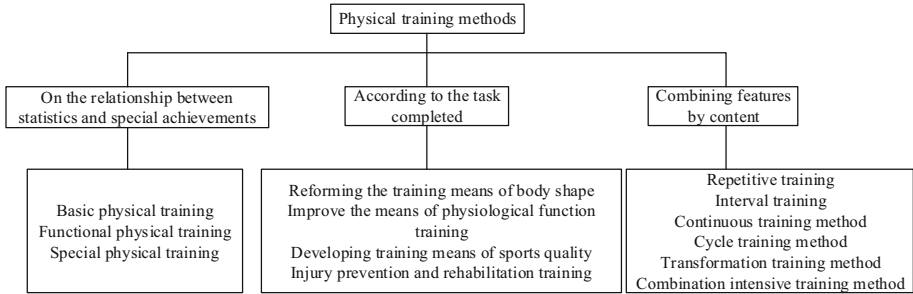 Physical training methods
On the relationship between
statistics and special achievements
According to the task
completed
Combining features
by content
Basic physical training
Functional physical training
Special physical training
Reforming the training means of body shape
Improve the means of physiological function
training
Developing training means of sports quality
Injury prevention and rehabilitation training
Repetitive training
Interval training
Continuous training method
Cycle training method
Transformation training method
Combination intensive training method